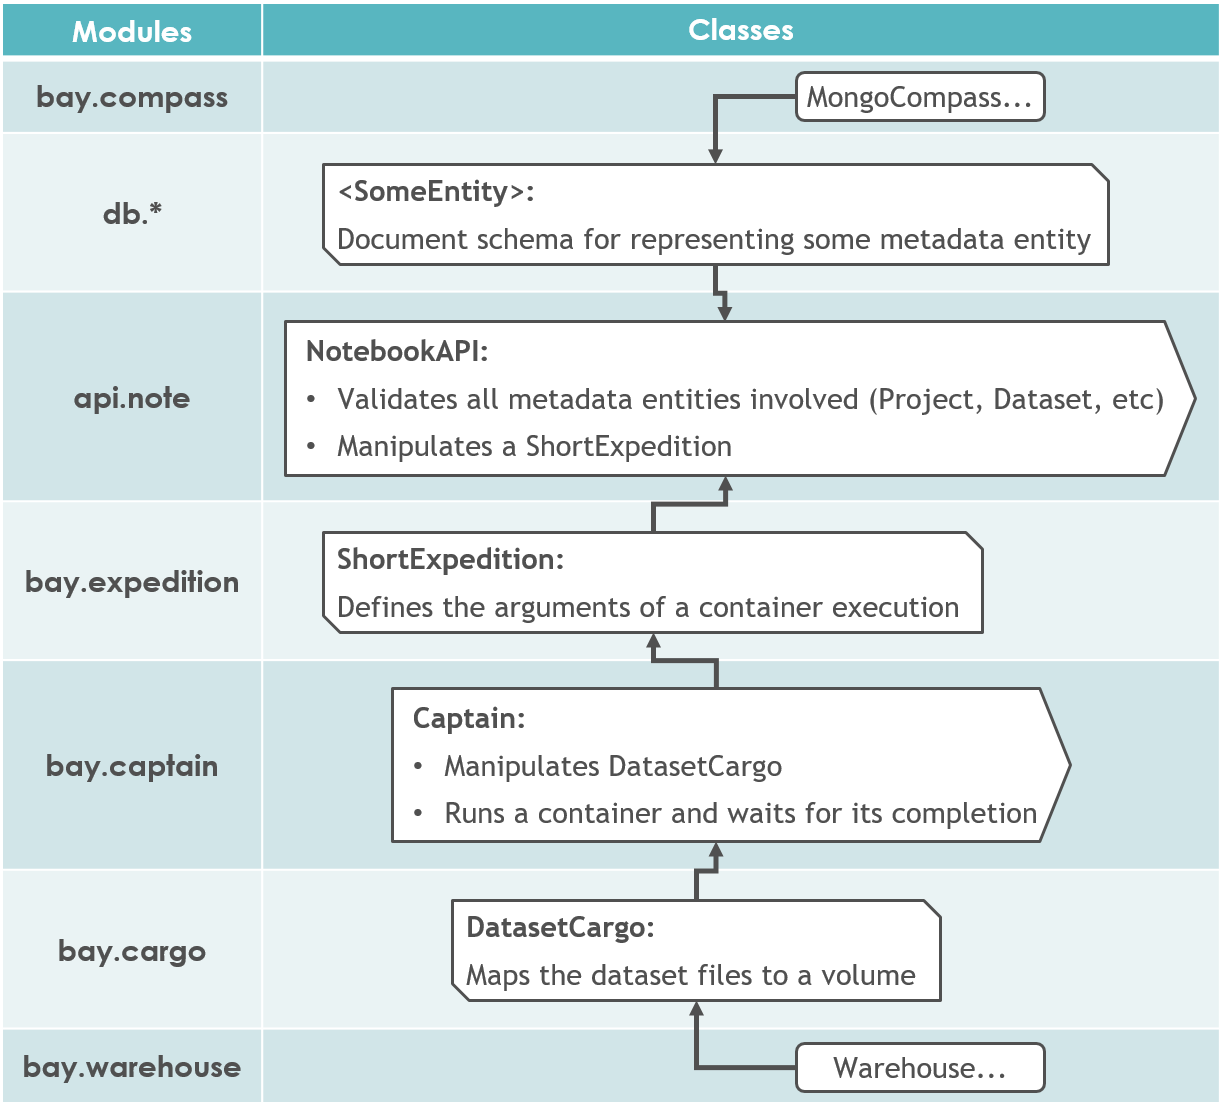 Modules
Classes
bay.compass
MongoCompass...
db.*
<SomeEntity>:
Document schema for representing some metadata entity
api.note
NotebookAPI:
• Validates all metadata entities involved (Project, Dataset, etc)
• Manipulates a ShortExpedition
bay.expedition
ShortExpedition:
Defines the arguments of a container execution
bay.captain
Captain:
• Manipulates DatasetCargo
• Runs a container and waits for its completion
bay.cargo
DatasetCargo:
Maps the dataset files to a volume
bay.warehouse
Warehouse...